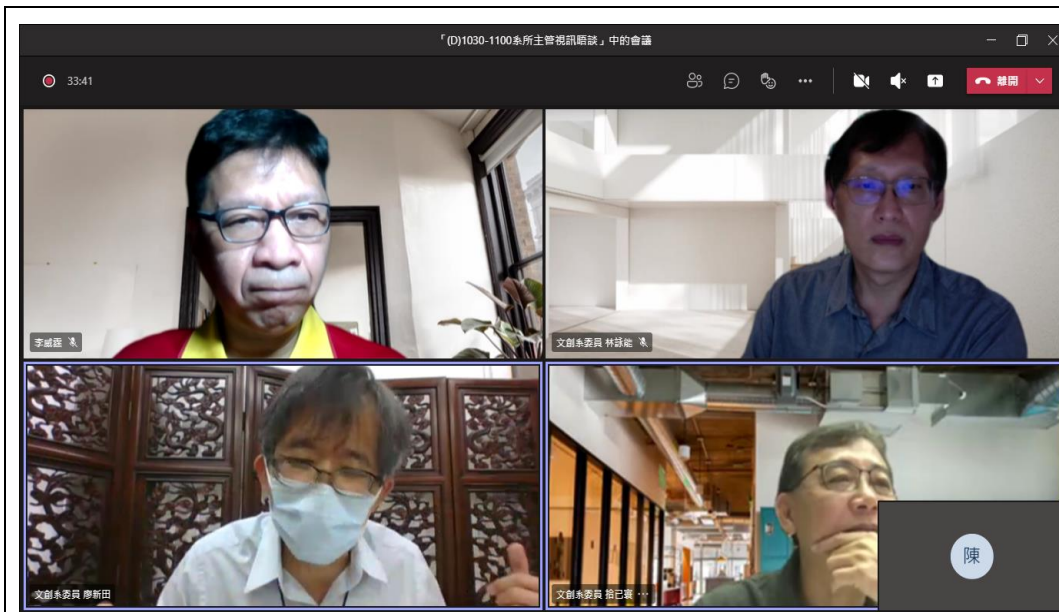 「(D)1030-1100系所主管視訊晤談」中的會議
33:41
離開
李威霆
文創系委員 林詠能
文創系委員 廖新田
文創系委員 拾已寰
陳